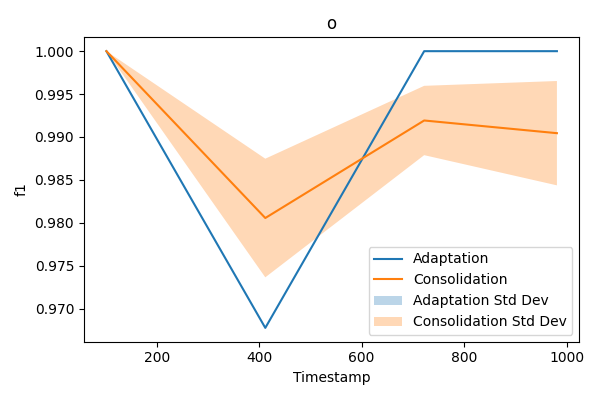 o
1.000
0.995
0.990
0.985
0.980
0.975
0.970
f1
200
400
600
800
1000
Timestamp
Adaptation
Consolidation
Adaptation Std Dev
Consolidation Std Dev